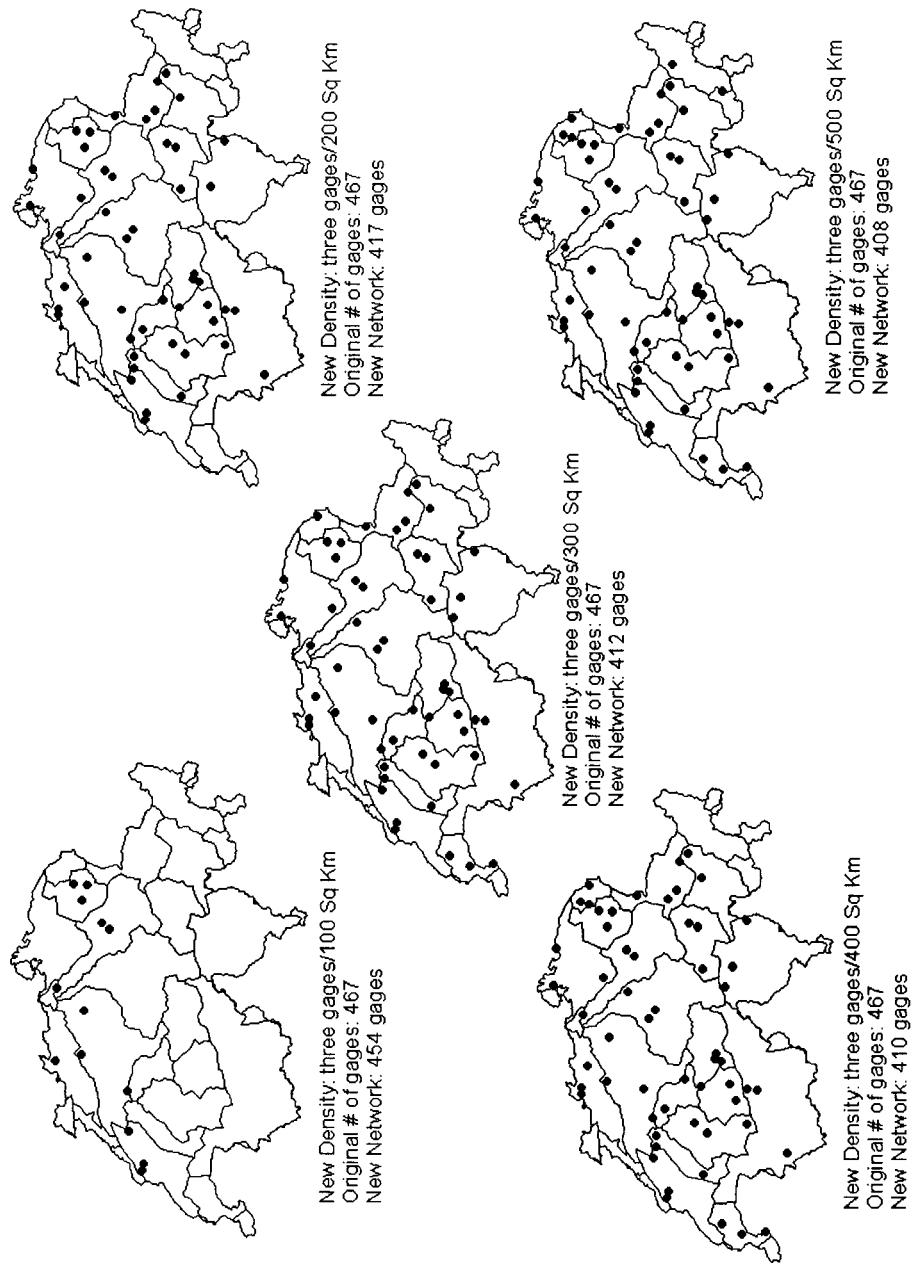 New Density: three gages/100 Sq Km
Original # of gages: 467
New Network: 454 gages
New Density: three gages/200 Sq Km
Original # of gages: 467
New Network: 417 gages
New Density: three gages/300 Sq Km
Original # of gages: 467
New Network: 412 gages
New Density: three gages/400 Sq Km
Original # of gages: 467
New Network: 410 gages
New Density: three gages/500 Sq Km
Original # of gages: 467
New Network: 408 gages